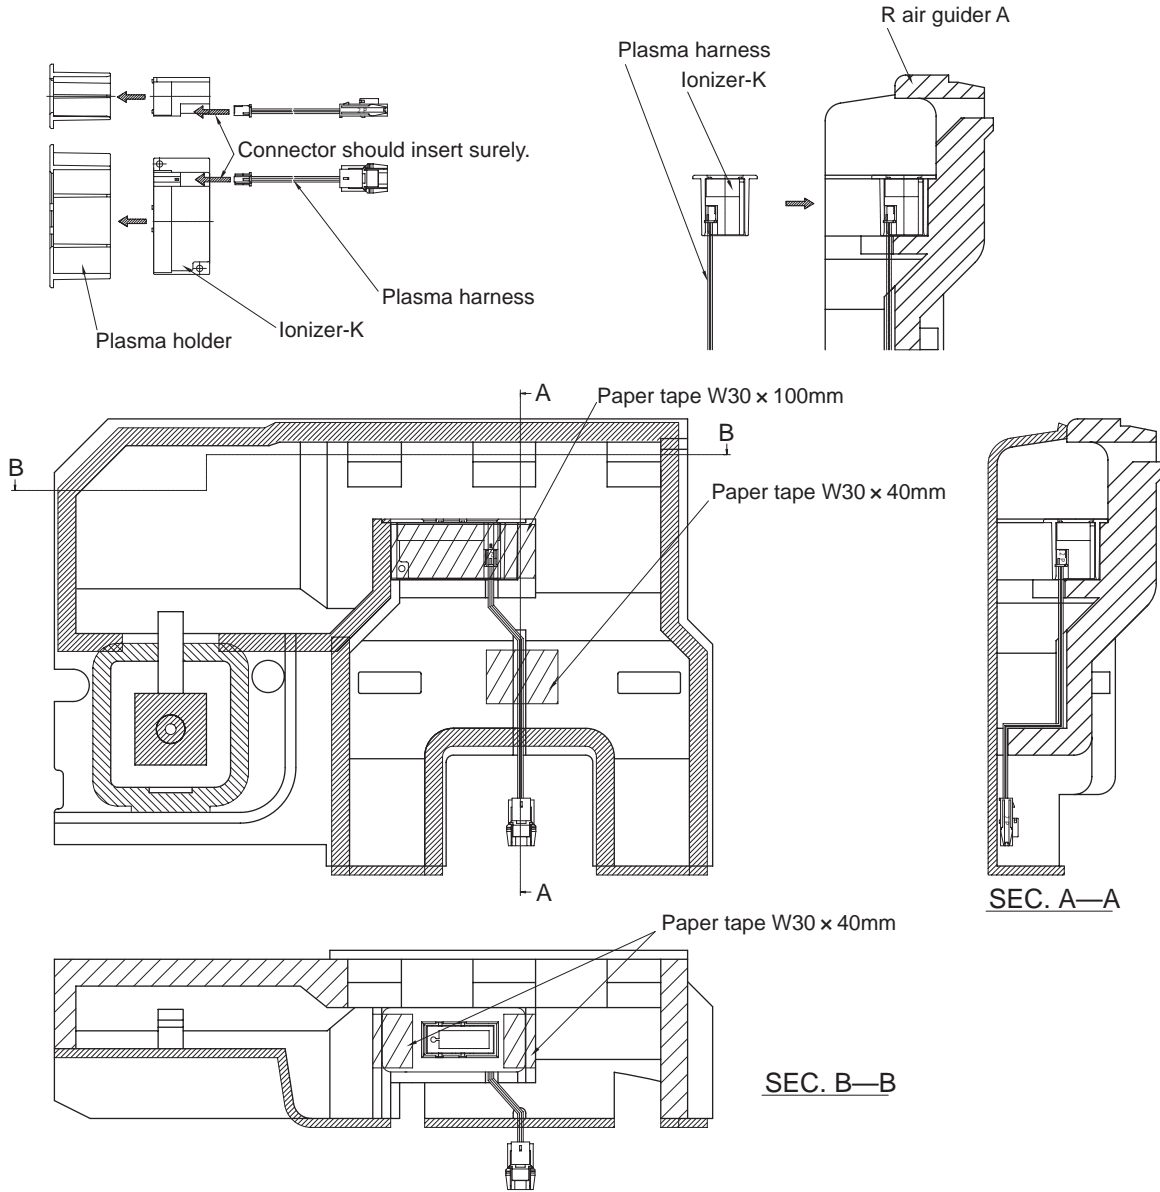 R air guider A
Plasma harness
Ionizer-K
Connector should insert surely.
Plasma harness
Ionizer-K
Plasma holder
A
Paper tape W30 × 100mm
B
B
Paper tape W30 × 40mm
A
SEC. A—A
Paper tape W30 × 40mm
SEC. B—B